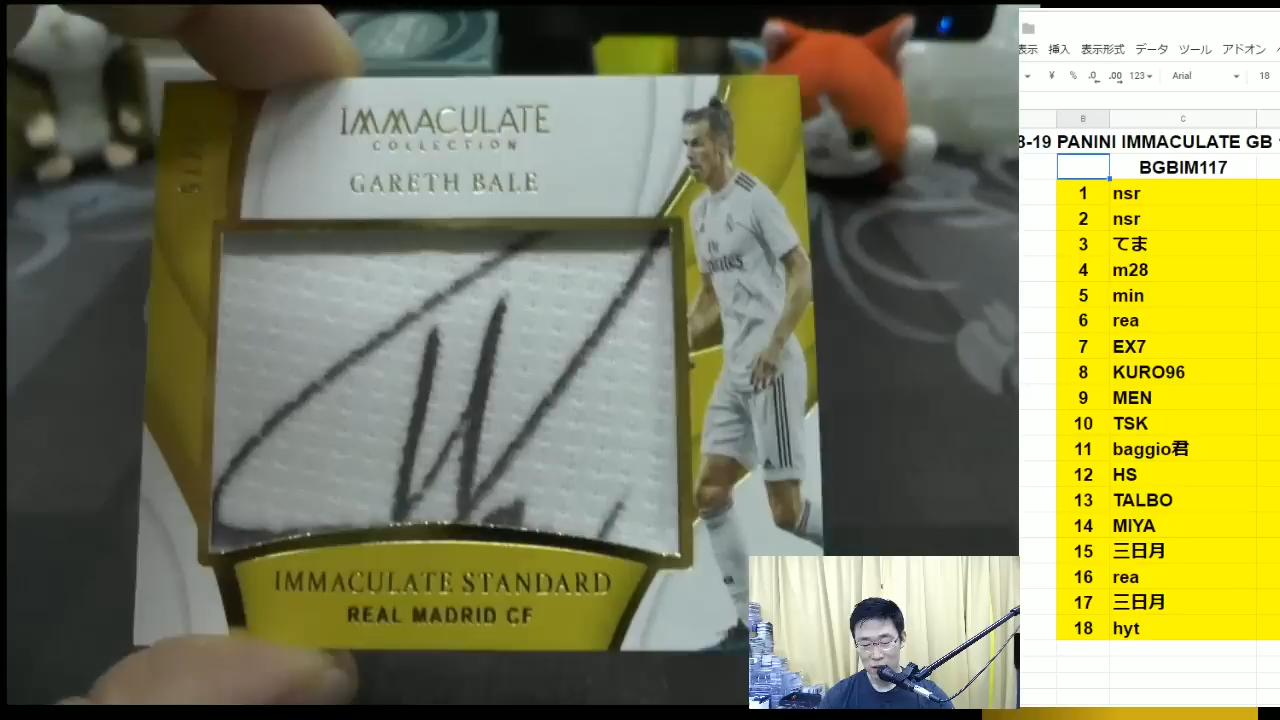 IMMACULATE
COLLECTION
GARETH BALE
Fly
Emirates
IMMACULATE STANDARD
REAL MADRID CF
表示 挿入 表示形式 データ ツール アドオン
¥ % .0 .00 123 Arial 18
B C
8-19 PANINI IMMACULATE GB
BGBIM117
1 nsr
2 nsr
3 てま
4 m28
5 min
6 rea
7 EX7
8 KURO96
9 MEN
10 TSK
11 baggio君
12 HS
13 TALBO
14 MIYA
15 三日月
16 rea
17 三日月
18 hyt